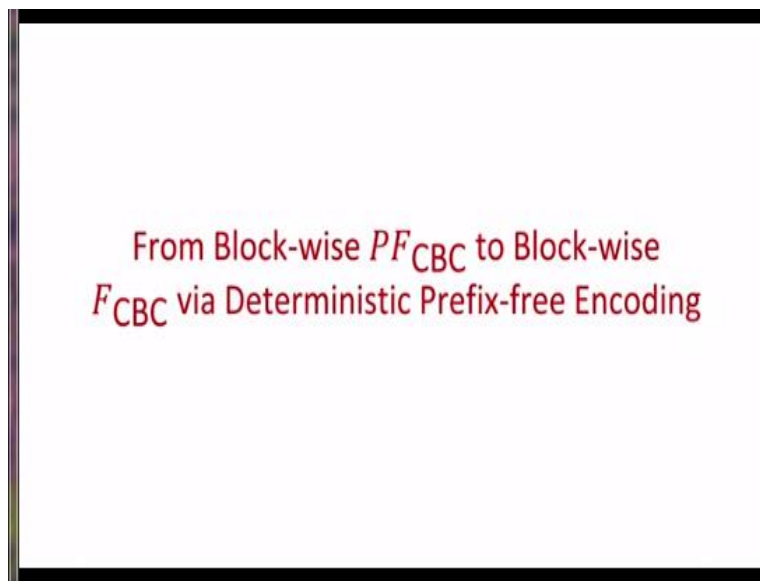 From Block-wise PF_CBC to Block-wise
F_CBC via Deterministic Prefix-free Encoding